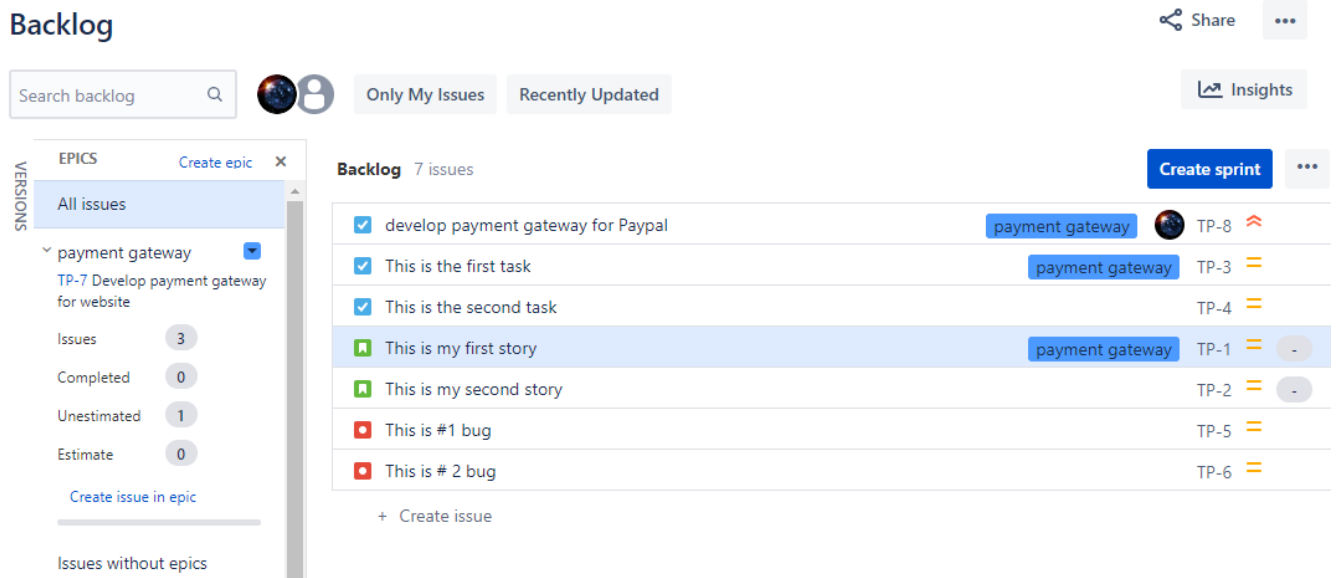 Backlog
Share
Search backlog
Only My Issues
Recently Updated
Insights
VERSIONS
EPICS
Create epic
All issues
payment gateway
TP-7 Develop payment gateway
for website
Issues 3
Completed 0
Unestimated 1
Estimate 0
Create issue in epic
Issues without epics
Backlog 7 issues
Create sprint
develop payment gateway for Paypal payment gateway TP-8
This is the first task payment gateway TP-3
This is the second task TP-4
This is my first story payment gateway TP-1 -
This is my second story TP-2 -
This is #1 bug TP-5
This is # 2 bug TP-6
+ Create issue